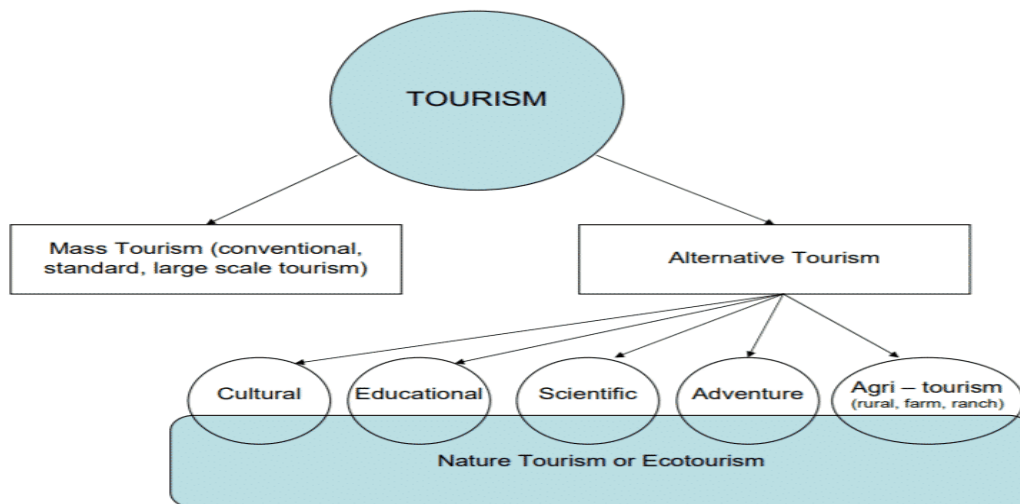 TOURISM
Mass Tourism (conventional,
standard, large scale tourism)
Alternative Tourism
Cultural
Educational
Scientific
Adventure
Agri – tourism
(rural, farm, ranch)
Nature Tourism or Ecotourism